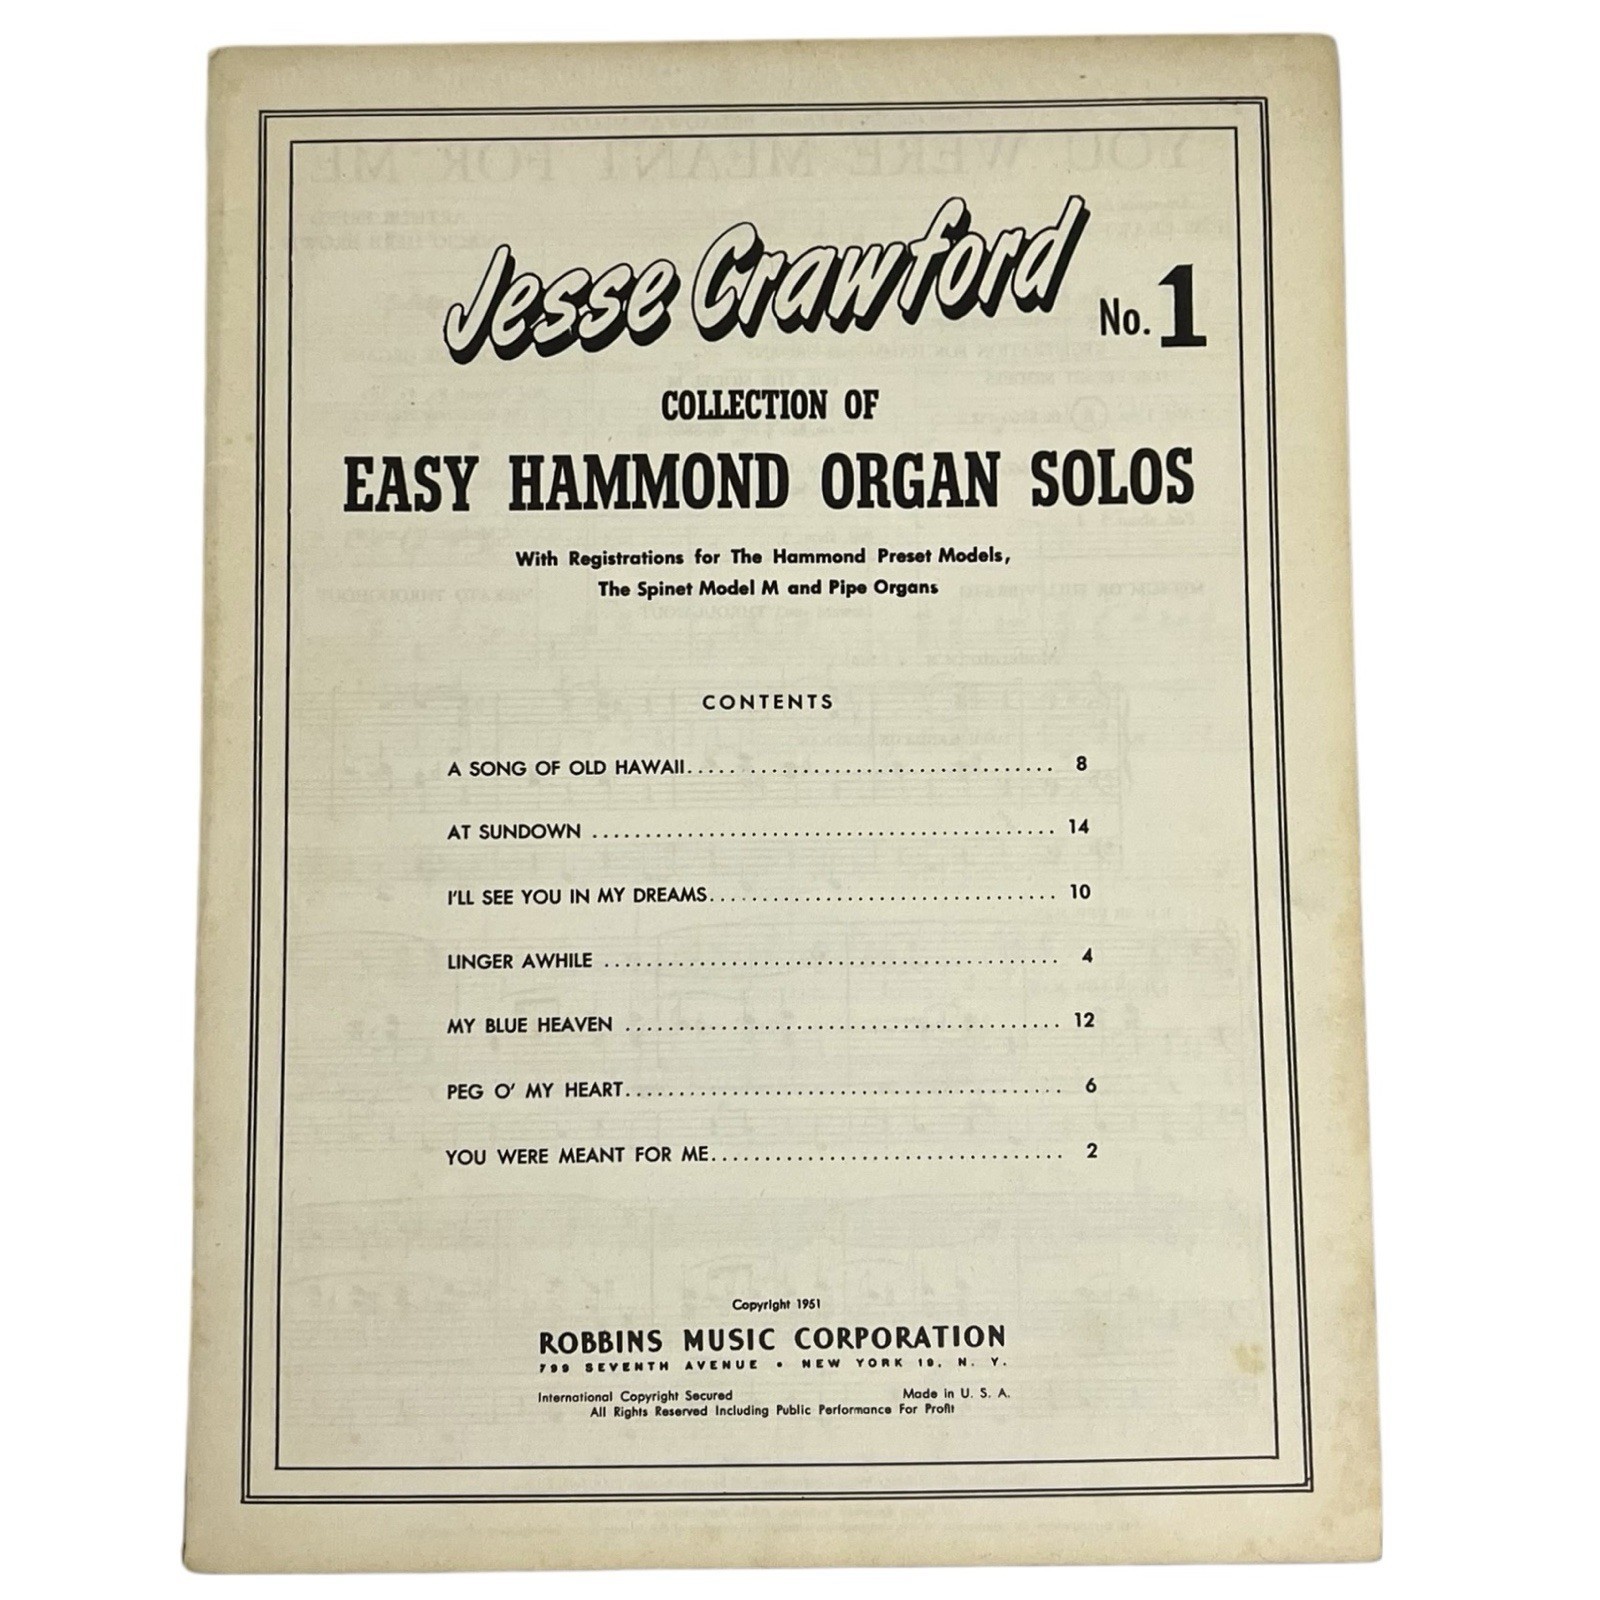 Jesse Crawford No. 1
COLLECTION OF
EASY HAMMOND ORGAN SOLOS
With Registrations for The Hammond Preset Models,
The Spinet Model M and Pipe Organs
CONTENTS
A SONG OF OLD HAWAII 8
AT SUNDOWN 14
I'LL SEE YOU IN MY DREAMS 10
LINGER AWHILE 4
MY BLUE HEAVEN 12
PEG O' MY HEART 6
YOU WERE MEANT FOR ME 2
Copyright 1951
ROBBINS MUSIC CORPORATION
799 SEVENTH AVENUE • NEW YORK 19, N. Y.
International Copyright Secured Made in U. S. A.
All Rights Reserved Including Public Performance For Profit